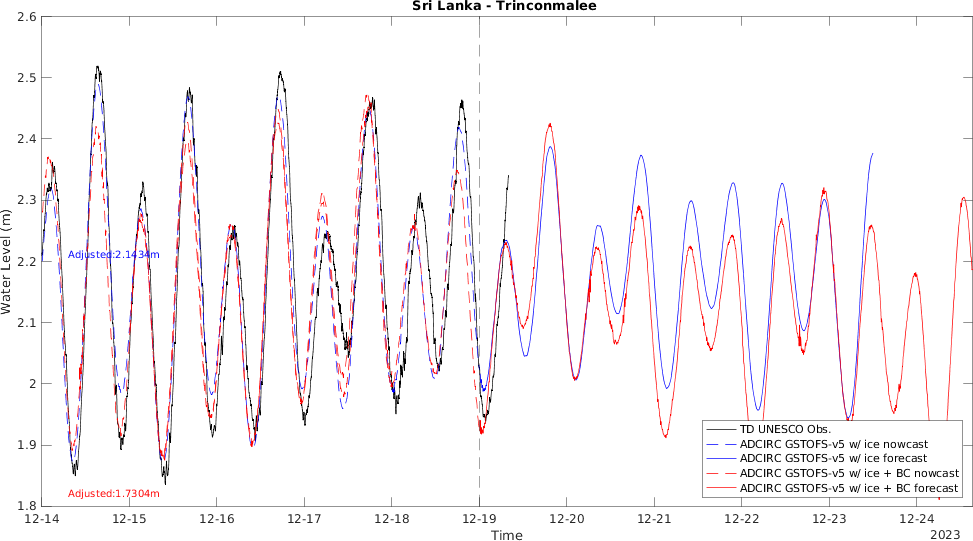 Sri Lanka - Trinconmalee
2.6
2.5
2.4
2.3
2.2
2.1
2
1.9
1.8
Water Level (m)
Adjusted:2.1434m
Adjusted:1.7304m
TD UNESCO Obs.
ADCIRC GSTOFS-v5 w/ ice nowcast
ADCIRC GSTOFS-v5 w/ ice forecast
ADCIRC GSTOFS-v5 w/ ice + BC nowcast
ADCIRC GSTOFS-v5 w/ ice + BC forecast
12-14 12-15 12-16 12-17 12-18 12-19 12-20 12-21 12-22 12-23 12-24
Time
2023